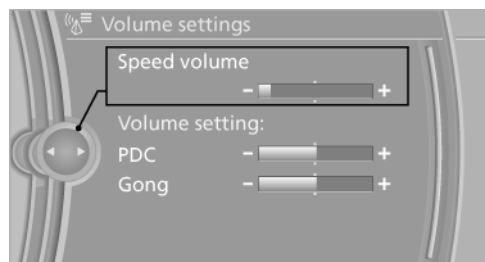 Volume settings
Speed volume
- +
Volume setting:
PDC - +
Gong - +